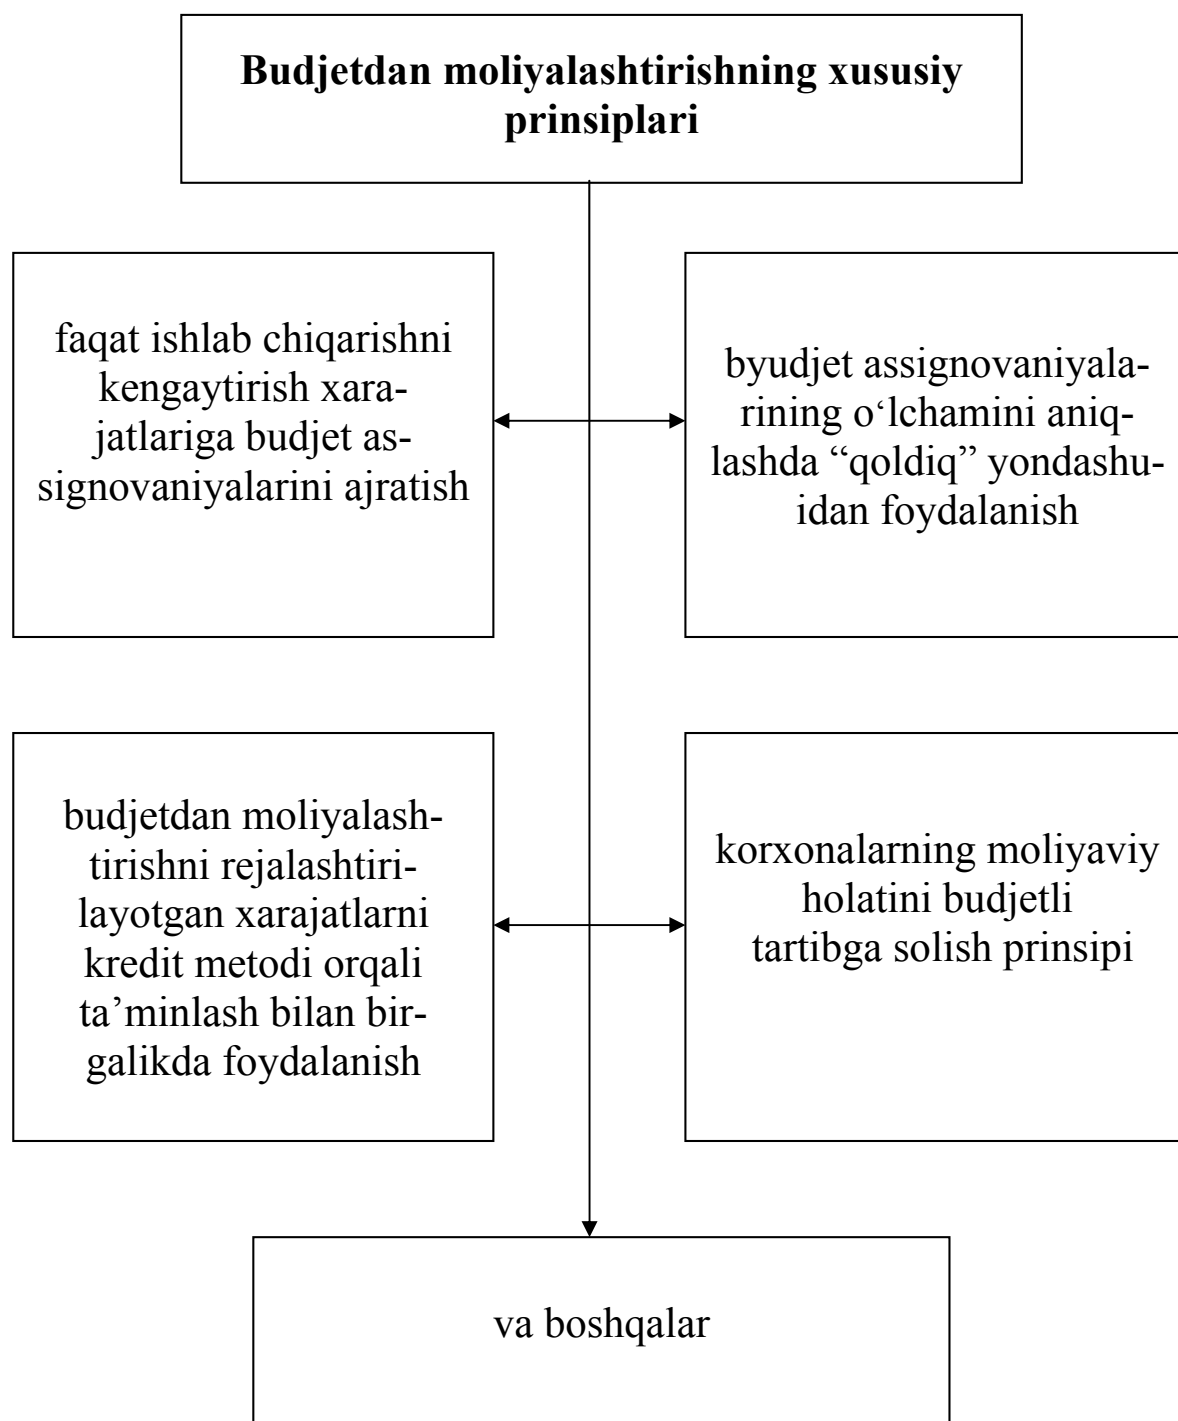 Budjetdan moliyalashtirishning xususiy
prinsiplari
faqat ishlab chiqarishni
kengaytirish xara-
jatlariga budjet as-
signovaniyalarini ajratish
byudjet assignovaniyala-
rining o‘lchamini aniq-
lashda “qoldiq” yondashu-
idan foydalanish
budjetdan moliyalash-
tirishni rejalashtiri-
layotgan xarajatlarni
kredit metodi orqali
ta’minlash bilan bir-
galikda foydalanish
korxonalarning moliyaviy
holatini budjetli
tartibga solish prinsipi
va boshqalar